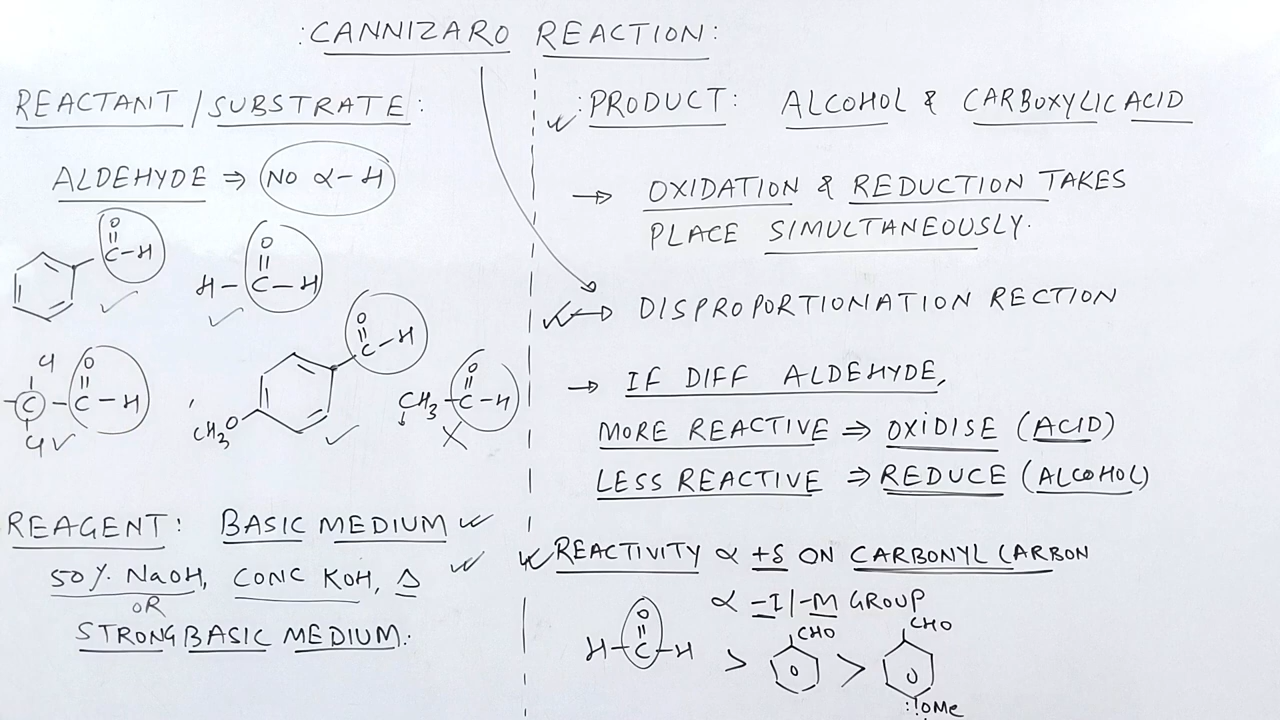 :CANNIZARO REACTION:
REACTANT/SUBSTRATE:
ALDEHYDE ⇒ NO α-H
O
C-H
O
H-C-H
O
C-H
CH3O
Cl
C
Cl
O
C-H
O
CH3-C-H
REAGENT: BASIC MEDIUM
50% NaOH, CONC KOH, Δ
OR
STRONG BASIC MEDIUM.
:PRODUCT: ALCOHOL & CARBOXYLIC ACID
→ OXIDATION & REDUCTION TAKES
PLACE SIMULTANEOUSLY.
→ DISPROPORTIONATION RECTION
→ IF DIFF ALDEHYDE,
MORE REACTIVE ⇒ OXIDISE (ACID)
LESS REACTIVE ⇒ REDUCE (ALCOHOL)
REACTIVITY α +δ ON CARBONYL CARBON
α -I/-M GROUP
O
H-C-H > CHO > CHO
:OMe